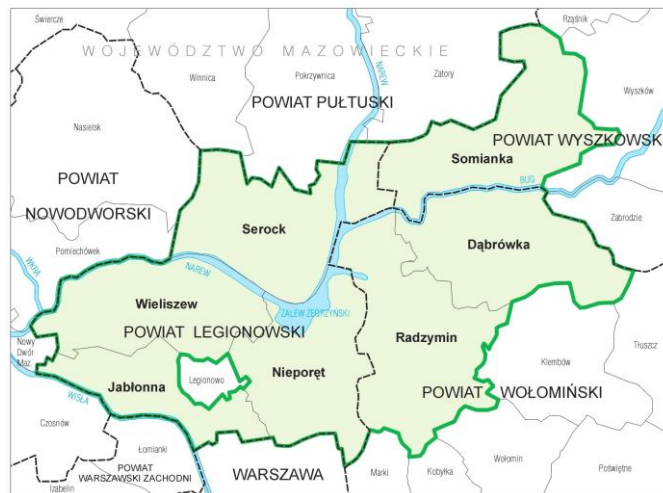 Świercze
Rząśnik
WOJEWÓDZTWO MAZOWIECKIE
NAREW
Winnica
Pokrzywnica
Zatory
Wyszków
POWIAT PUŁTUSKI
Nasielsk
POWIAT WYSZKOWSK
Somianka
POWIAT
NOWODWORSKI
BUG
Zabrodzie
Serock
Dąbrówka
Pomiechówek
WKRA
NAREW
Wieliszew
ZALEW ZEGRZYŃSKI
POWIAT LEGIONOWSKI
Radzymin
Nowy
Dwór
Maz.
Tłuszcz
Klembów
Legionowo
Nieporęt
Jabłonna
POWIAT WOŁOMIŃSKI
WISŁA
Czosnów
Łomianki
Wołomin
POWIAT
WARSZAWSKI ZACHODNI
WARSZAWA
Marki
Kobyłka
Poświętne
Izabelin